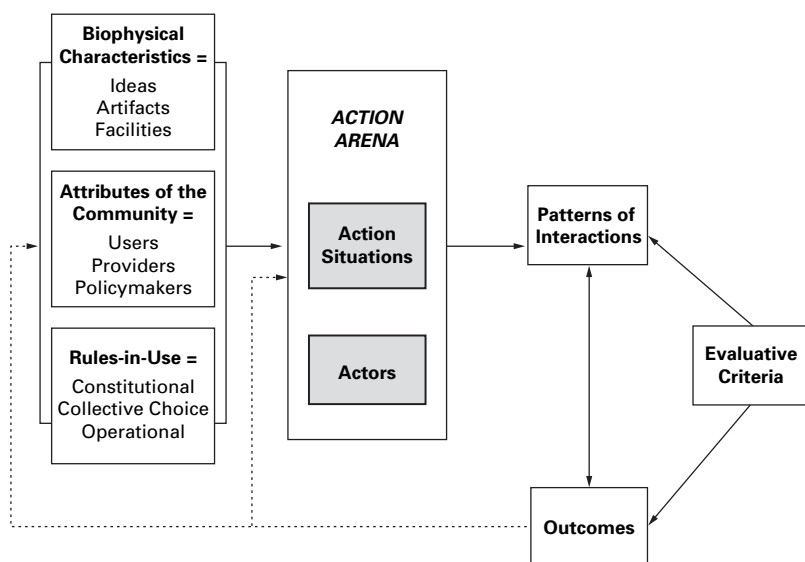 Biophysical
Characteristics =
Ideas
Artifacts
Facilities
Attributes of the
Community =
Users
Providers
Policymakers
Rules-in-Use =
Constitutional
Collective Choice
Operational
ACTION
ARENA
Action
Situations
Actors
Patterns of
Interactions
Evaluative
Criteria
Outcomes